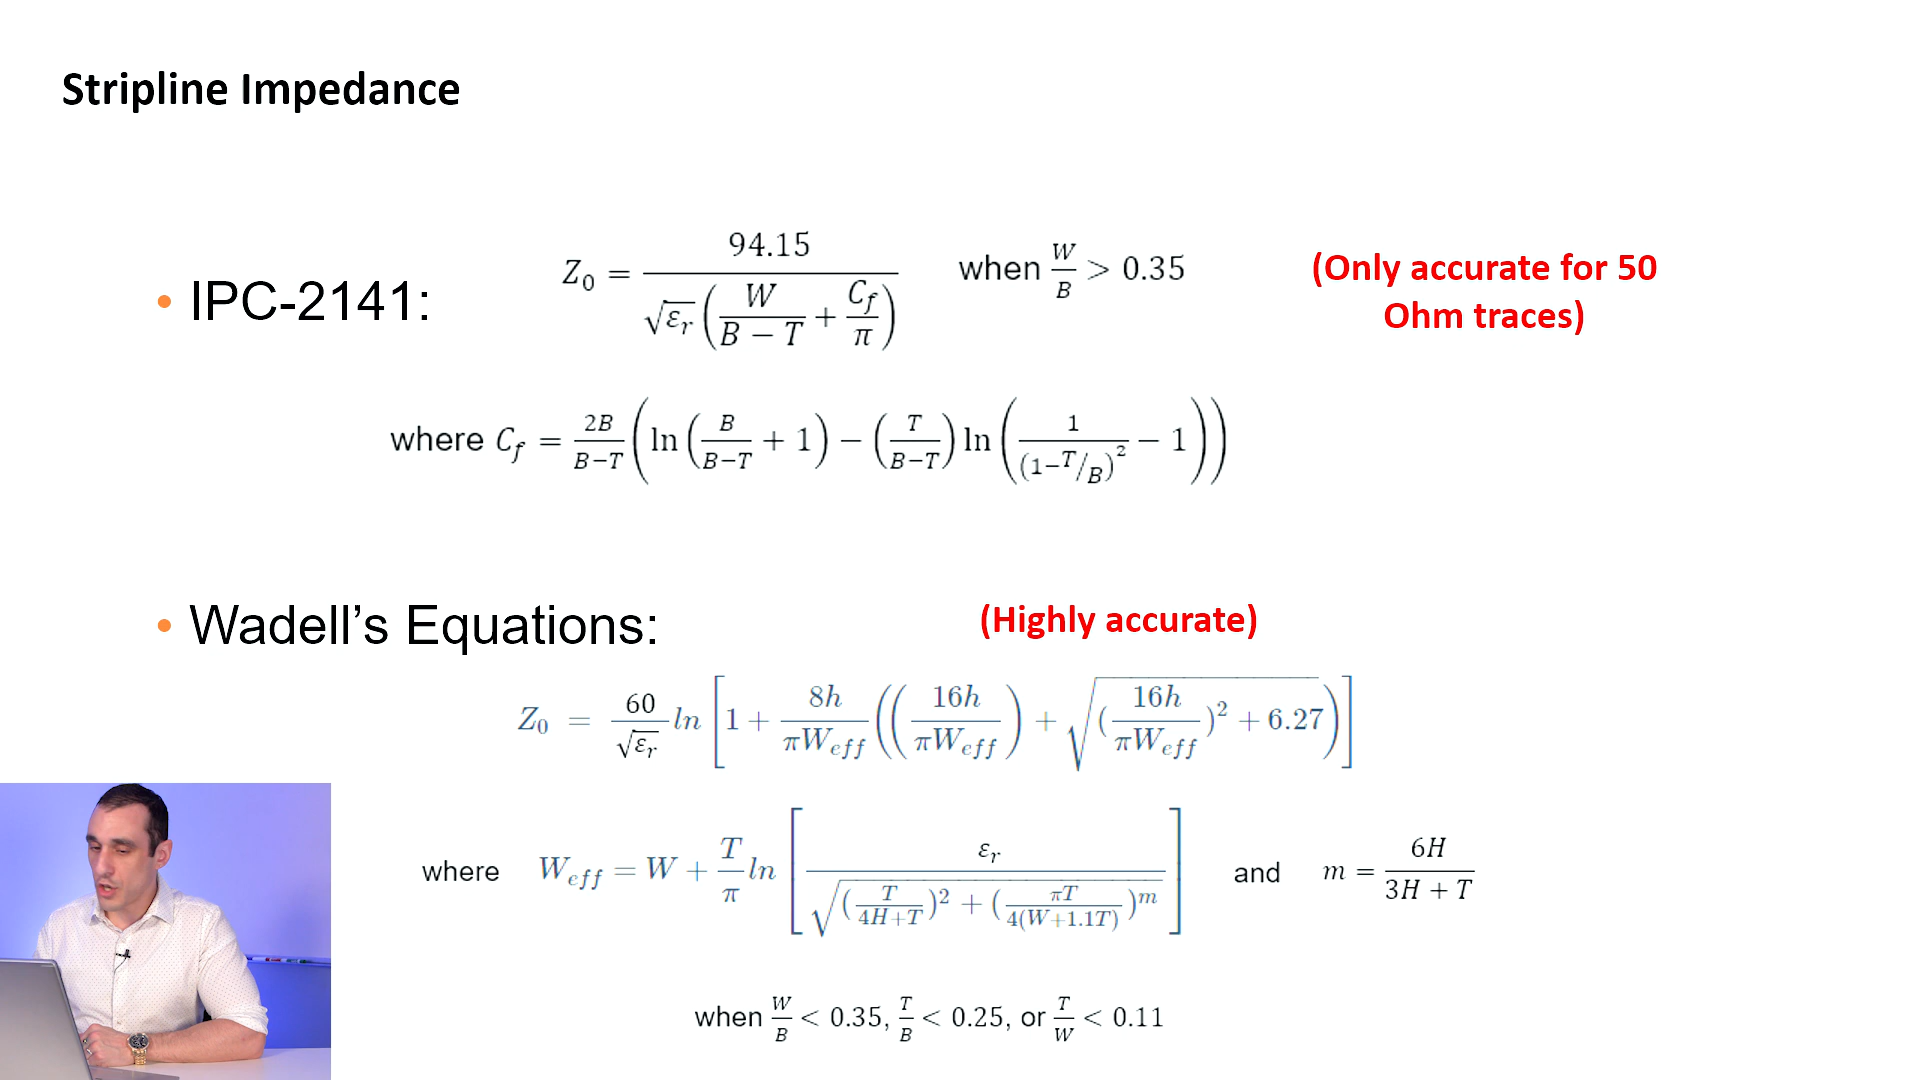 Stripline Impedance
• IPC-2141: Z₀ = 94.15 / (√εᵣ (W/(B − T) + C_f/π)) when W/B > 0.35 (Only accurate for 50 Ohm traces)
where C_f = 2B/(B−T) (ln(B/(B−T) + 1) − (T/(B−T)) ln(1/(1−T/B)² − 1))
• Wadell’s Equations: (Highly accurate)
Z₀ = 60/√εᵣ ln[1 + 8h/(πW_eff) ((16h/(πW_eff)) + √((16h/(πW_eff))² + 6.27))]
where W_eff = W + T/π ln[εᵣ / √((T/(4H+T))² + (πT/(4(W+1.1T)))^m)] and m = 6H/(3H + T)
when W/B < 0.35, T/B < 0.25, or T/W < 0.11